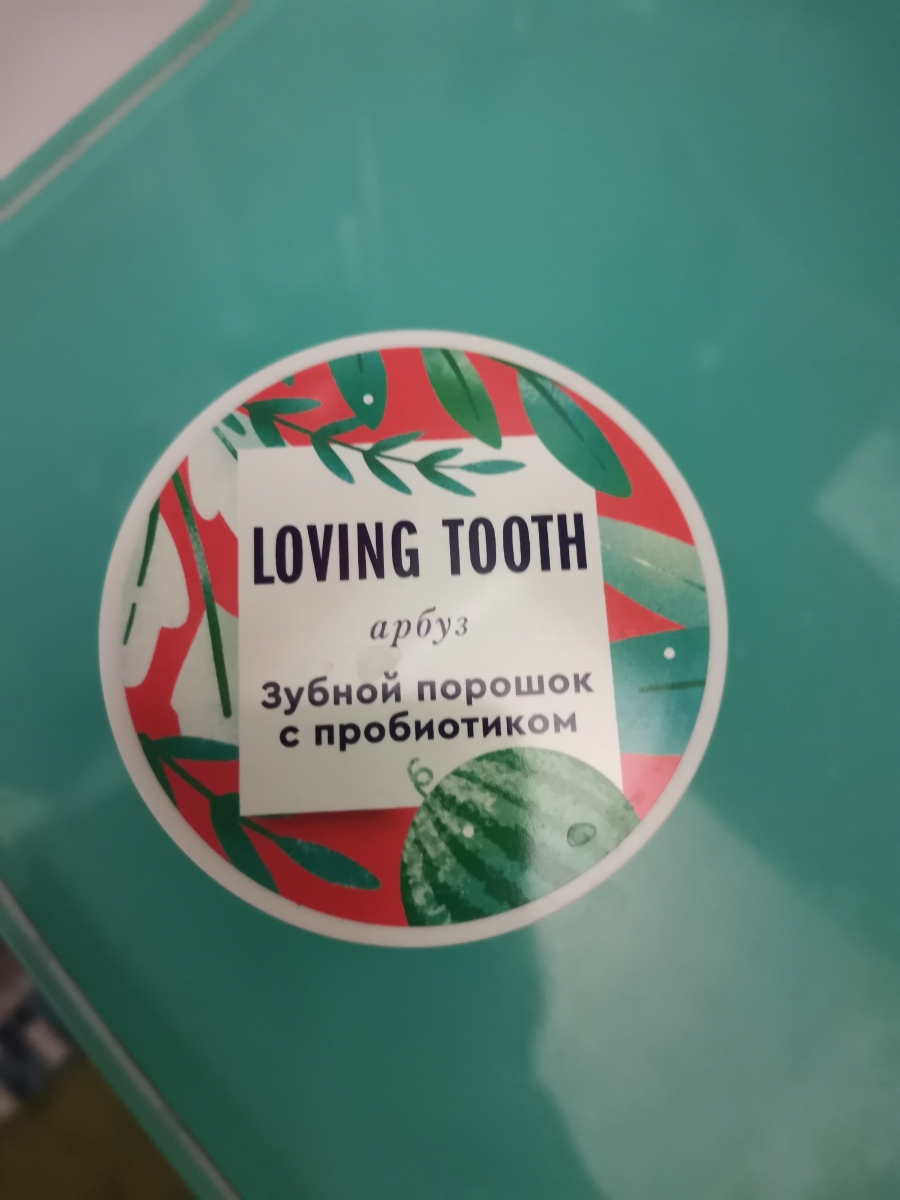 LOVING TOOTH
арбуз
Зубной порошок
с пробиотиком